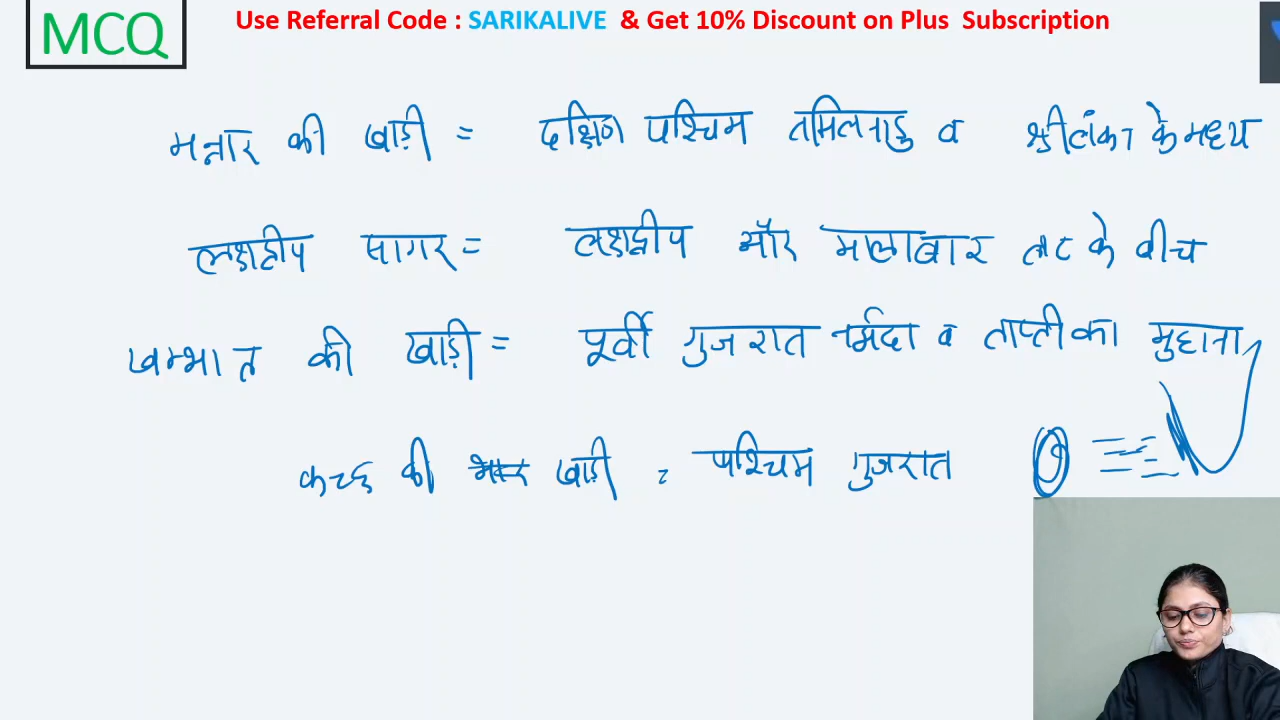 Use Referral Code : SARIKALIVE & Get 10% Discount on Plus Subscription
MCQ
मन्नार की खाड़ी = दक्षिण पश्चिम तमिलनाडु व श्रीलंका के मध्य
लक्षद्वीप सागर = लक्षद्वीप और मालाबार तट के बीच
खम्भात की खाड़ी = पूर्वी गुजरात नर्मदा व ताप्ती का मुहाना
कच्छ की खाड़ी = पश्चिम गुजरात